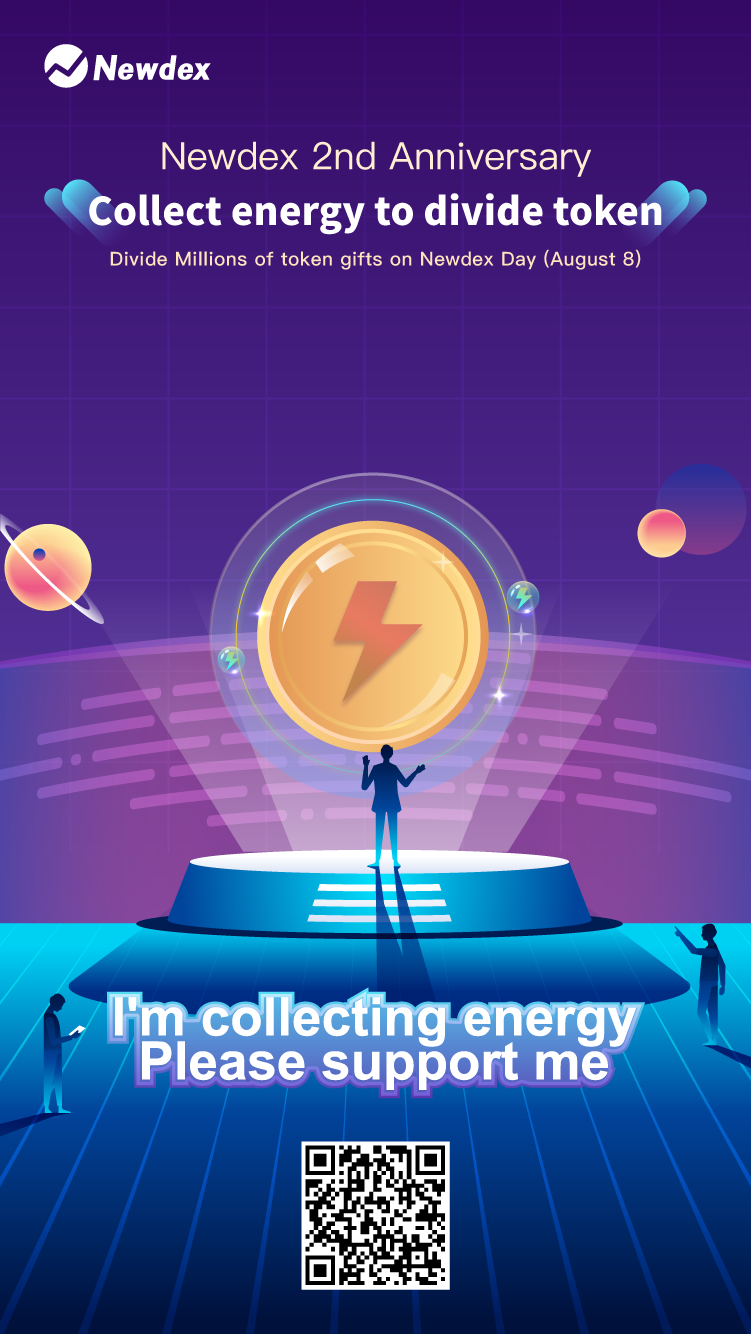 Newdex
Newdex 2nd Anniversary
Collect energy to divide token
Divide Millions of token gifts on Newdex Day (August 8)
I'm collecting energy
Please support me